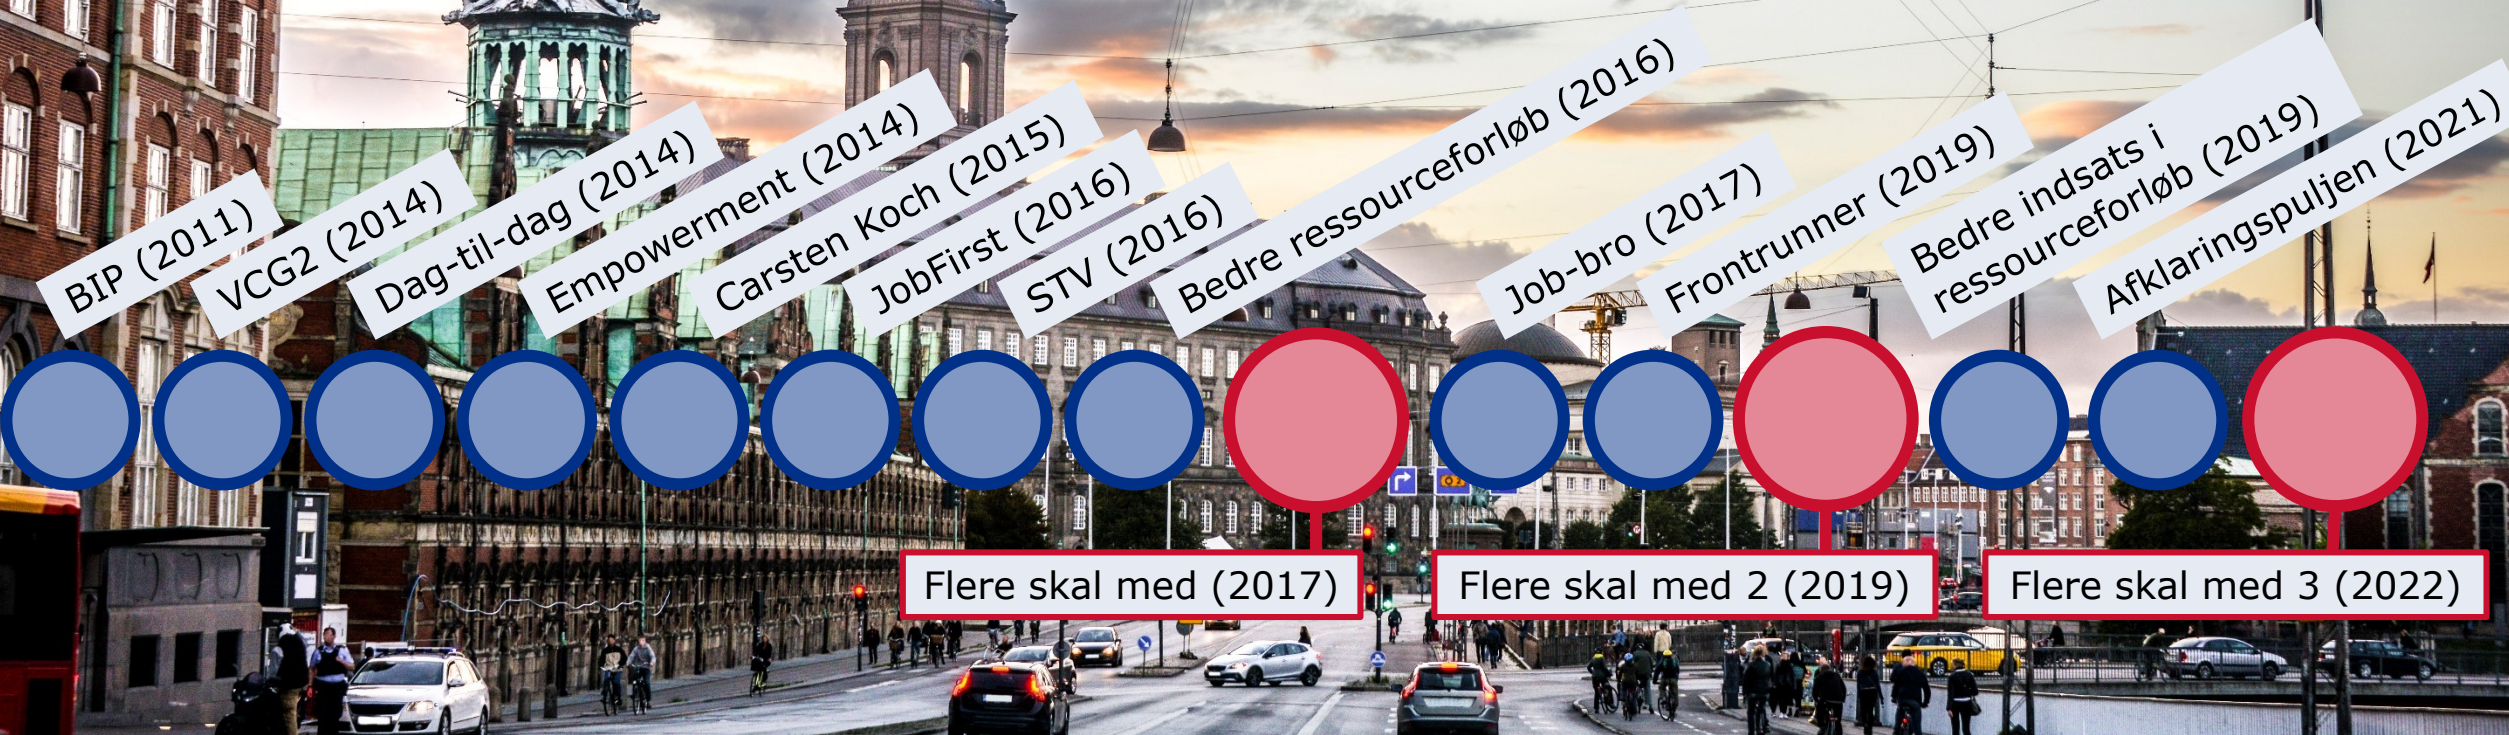 BIP (2011)
VCG2 (2014)
Dag-til-dag (2014)
Empowerment (2014)
Carsten Koch (2015)
JobFirst (2016)
STV (2016)
Bedre ressourceforløb (2016)
Job-bro (2017)
Frontrunner (2019)
Bedre indsats i
ressourceforløb (2019)
Afklaringspuljen (2021)
Flere skal med (2017)
Flere skal med 2 (2019)
Flere skal med 3 (2022)